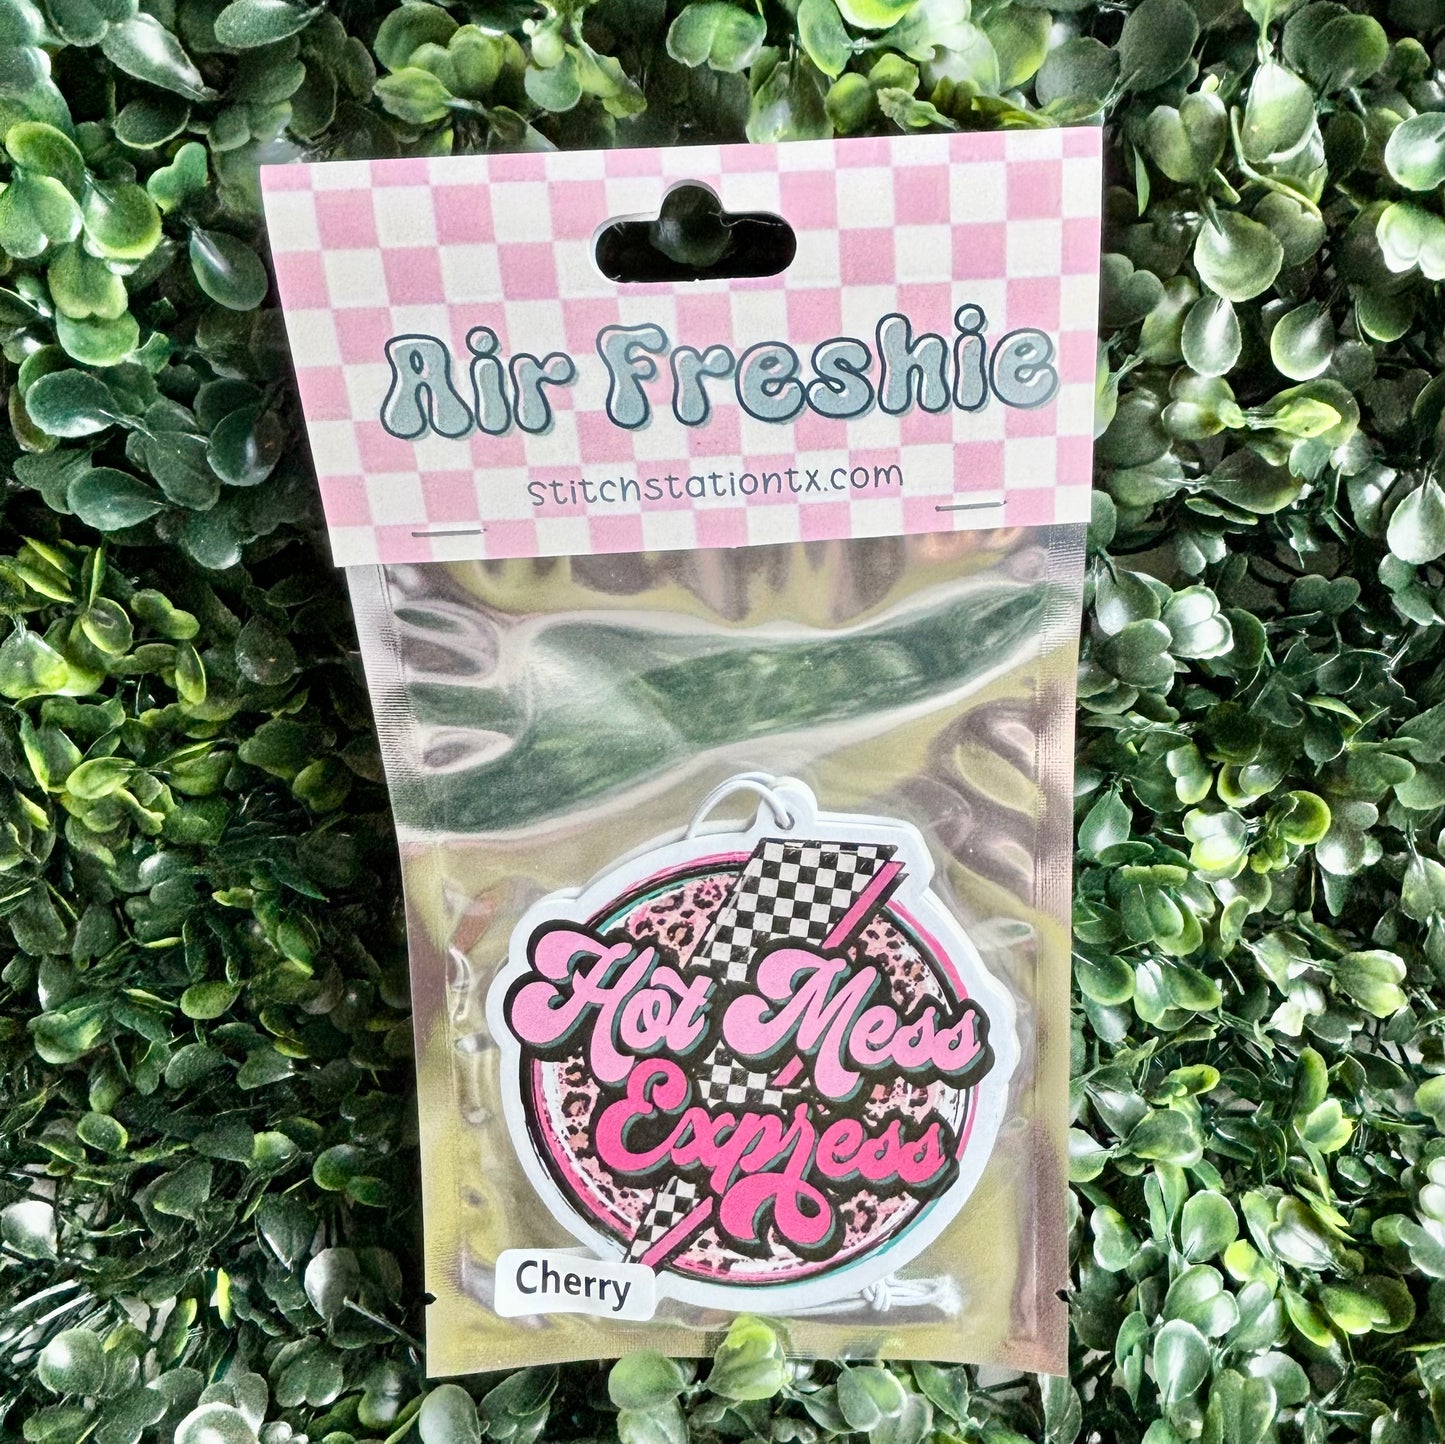 Air Freshie
stitchstationtx.com
Hot Mess
Express
Cherry